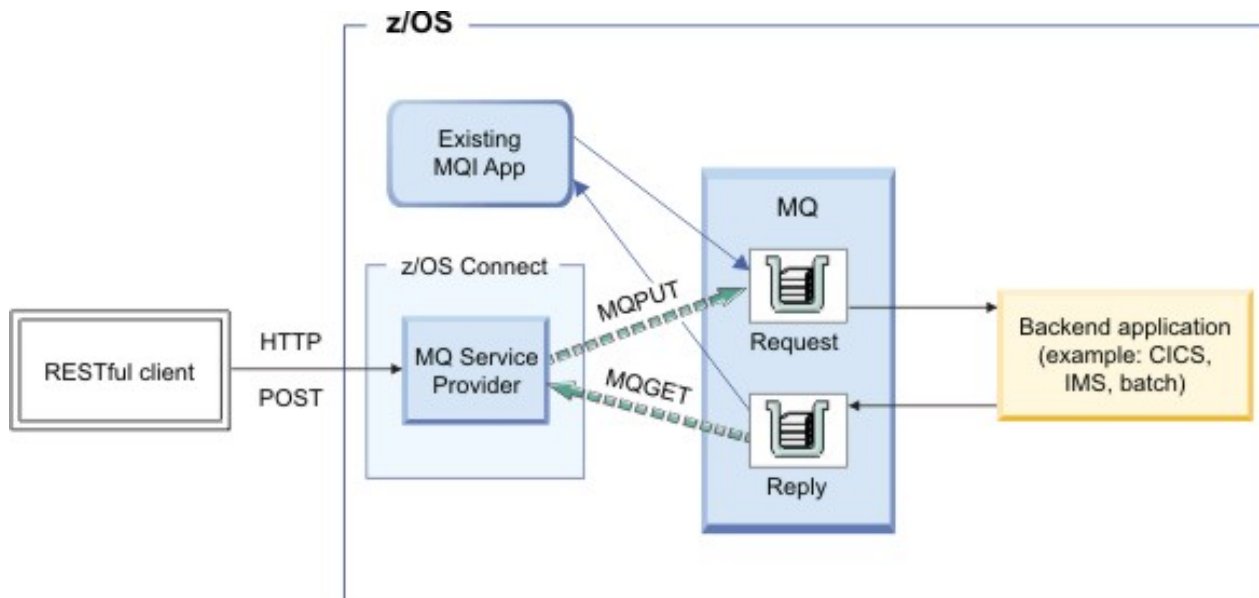 z/OS
Existing
MQI App
MQ
z/OS Connect
MQPUT
HTTP
RESTful client
MQ Service
Provider
Request
Backend application
(example: CICS,
IMS, batch)
POST
MQGET
Reply